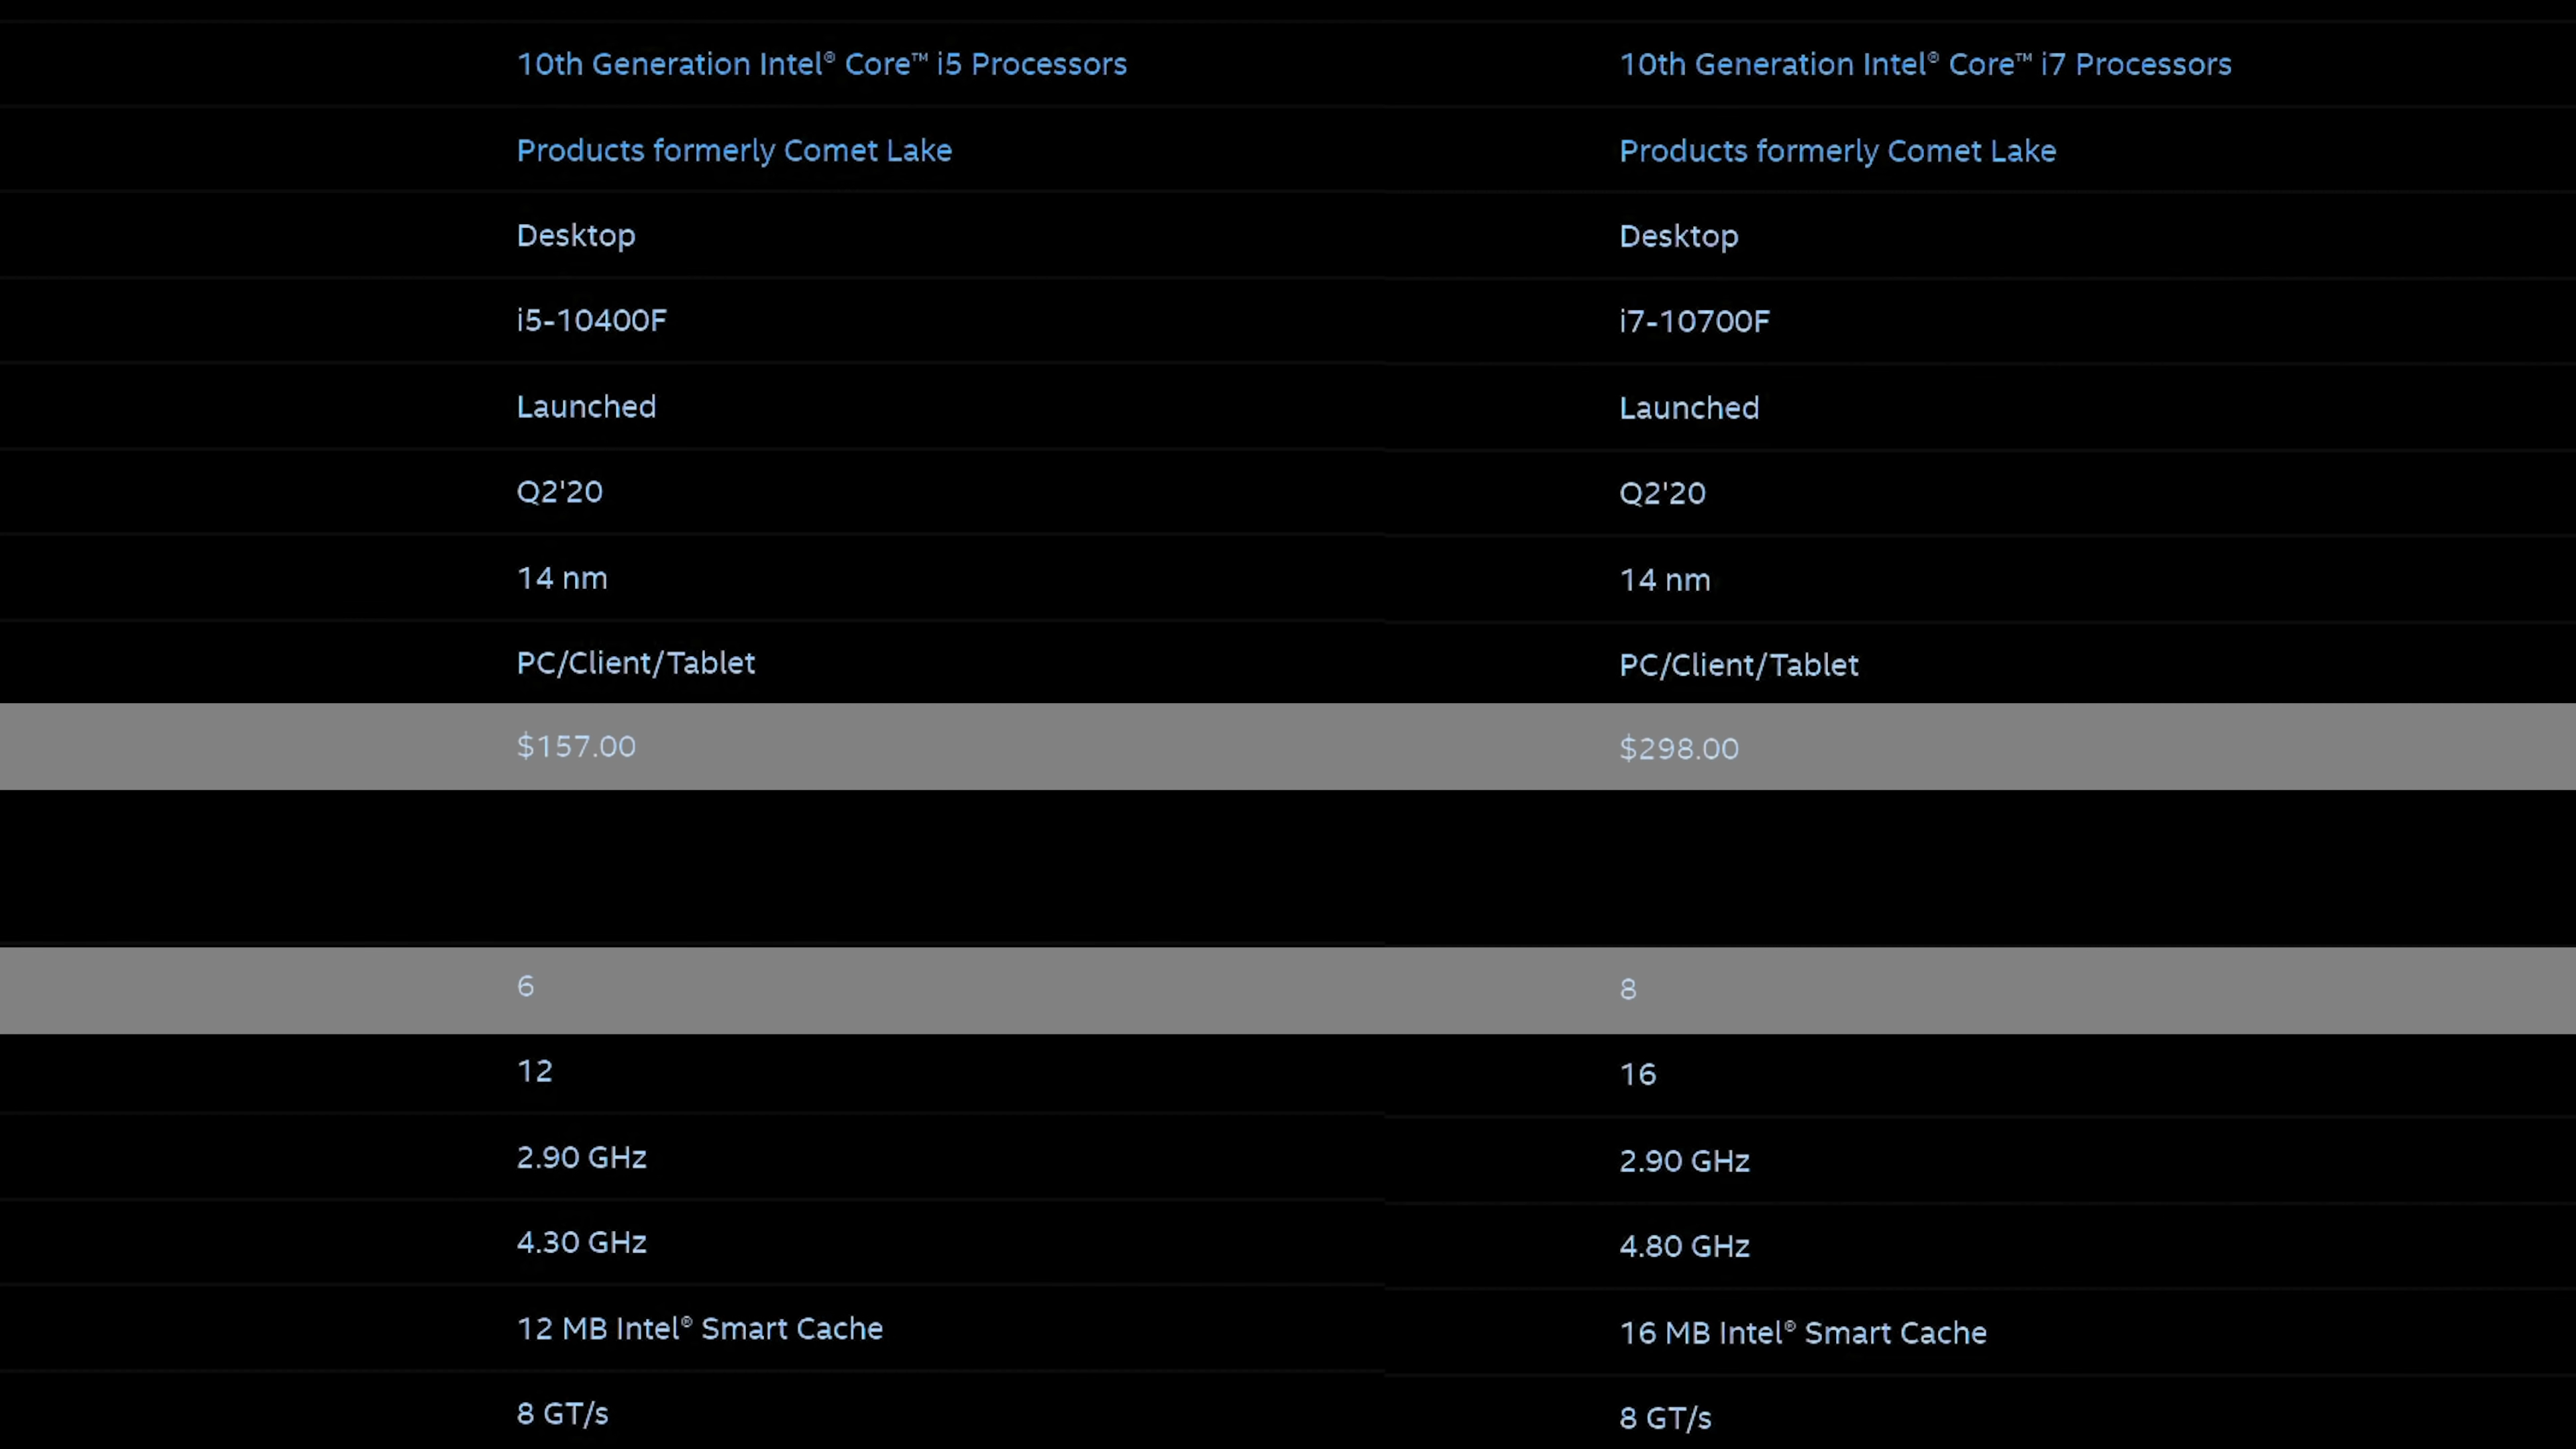 10th Generation Intel® Core™ i5 Processors 10th Generation Intel® Core™ i7 Processors
Products formerly Comet Lake Products formerly Comet Lake
Desktop Desktop
i5-10400F i7-10700F
Launched Launched
Q2'20 Q2'20
14 nm 14 nm
PC/Client/Tablet PC/Client/Tablet
$157.00 $298.00
6 8
12 16
2.90 GHz 2.90 GHz
4.30 GHz 4.80 GHz
12 MB Intel® Smart Cache 16 MB Intel® Smart Cache
8 GT/s 8 GT/s